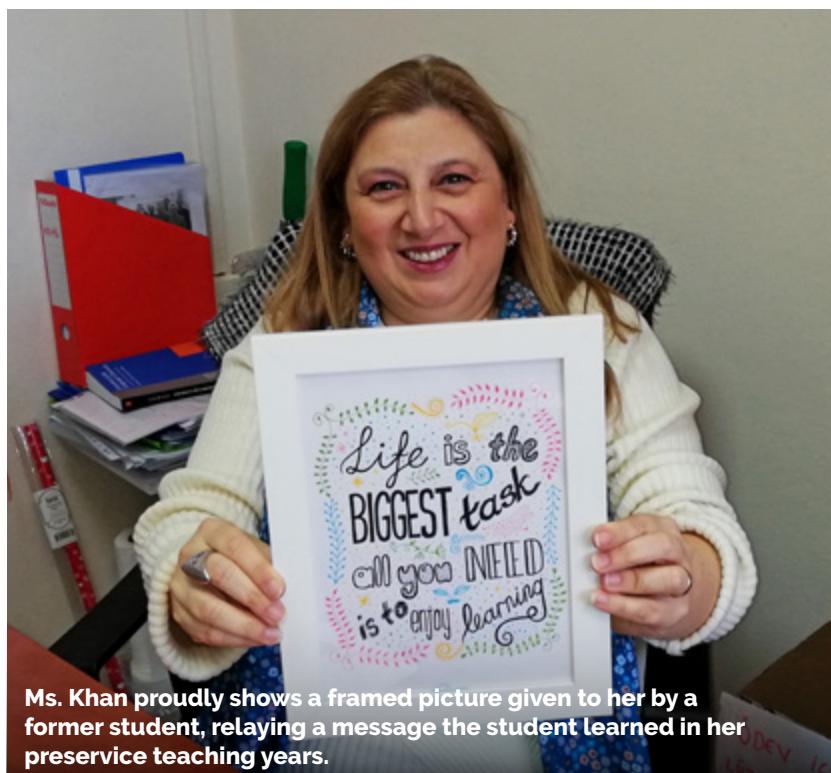 Life is the
BIGGEST task
all you NEED
is to enjoy learning
ÖDEV
Ms. Khan proudly shows a framed picture given to her by a
former student, relaying a message the student learned in her
preservice teaching years.